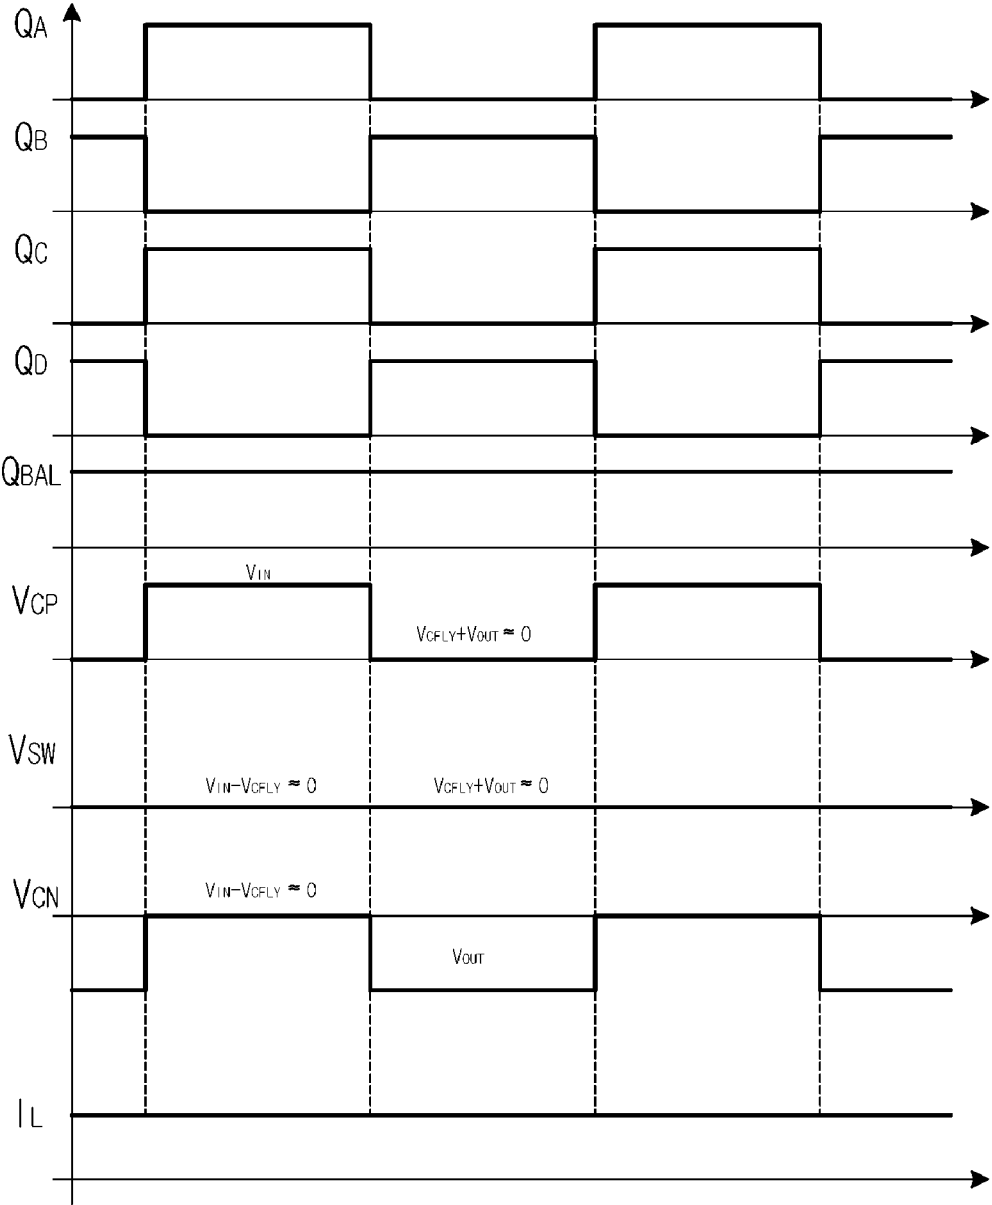 QA
QB
QC
QD
QBAL
VIN
VCP
VCFLY+VOUT ≈ 0
VSW
VIN-VCFLY ≈ 0
VCFLY+VOUT ≈ 0
VCN
VIN-VCFLY ≈ 0
VOUT
IL